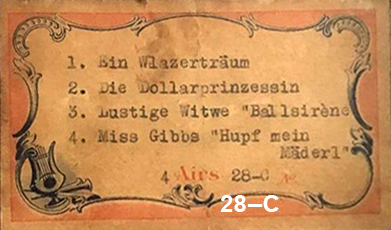 1. Ein Wlazerträum
2. Die Dollarprinzessin
3. Lustige Witwe "Ballsirène
4. Miss Gibbs "Hupf mein
Mäderl"
4 Airs 28-C
28–C